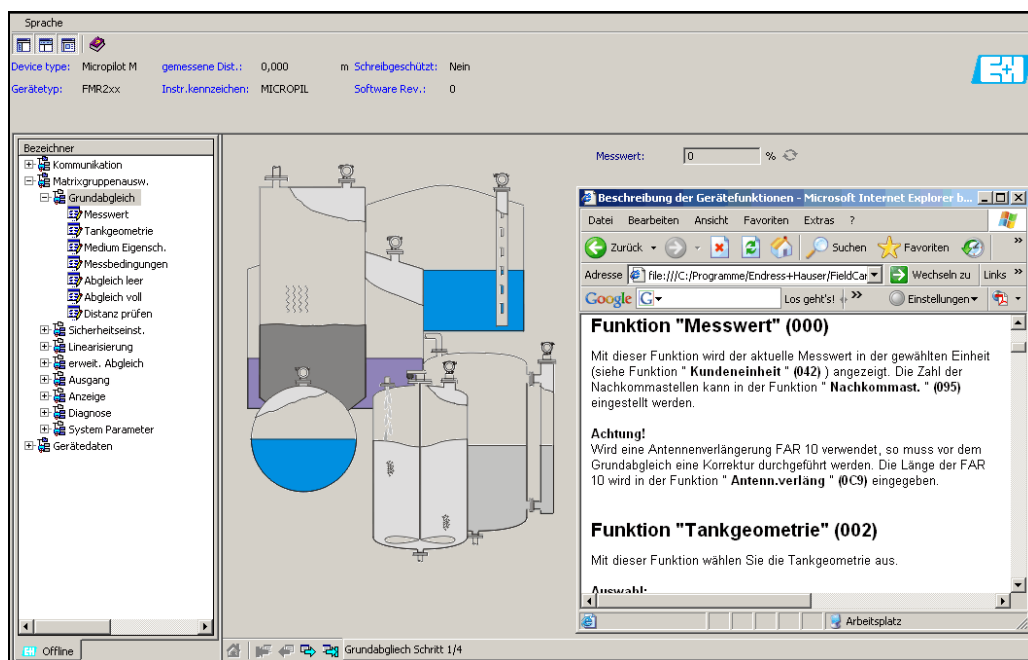 Sprache
Device type: Micropilot M gemessene Dist.: 0,000 m Schreibgeschützt: Nein
Gerätetyp: FMR2xx Instr.kennzeichen: MICROPIL Software Rev.: 0
E+H
Bezeichner
Kommunikation
Matrixgruppenausw.
Grundabgleich
Messwert
Tankgeometrie
Medium Eigensch.
Messbedingungen
Abgleich leer
Abgleich voll
Distanz prüfen
Sicherheitseinst.
Linearisierung
erweit. Abgleich
Ausgang
Anzeige
Diagnose
System Parameter
Gerätedaten
Offline
Messwert: 0 %
Beschreibung der Gerätefunktionen - Microsoft Internet Explorer b...
Datei Bearbeiten Ansicht Favoriten Extras ?
Zurück Suchen Favoriten »
Adresse file:///C:/Programme/Endress+Hauser/FieldCar Wechseln zu Links »
Google G Los geht's! » Einstellungen
Funktion "Messwert" (000)
Mit dieser Funktion wird der aktuelle Messwert in der gewählten Einheit
(siehe Funktion " Kundeneinheit " (042) ) angezeigt. Die Zahl der
Nachkommastellen kann in der Funktion " Nachkommast. " (095)
eingestellt werden.
Achtung!
Wird eine Antennenverlängerung FAR 10 verwendet, so muss vor dem
Grundabgleich eine Korrektur durchgeführt werden. Die Länge der FAR
10 wird in der Funktion " Antenn.verläng " (0C9) eingegeben.
Funktion "Tankgeometrie" (002)
Mit dieser Funktion wählen Sie die Tankgeometrie aus.
Auswahl:
Arbeitsplatz
Grundabgliech Schritt 1/4